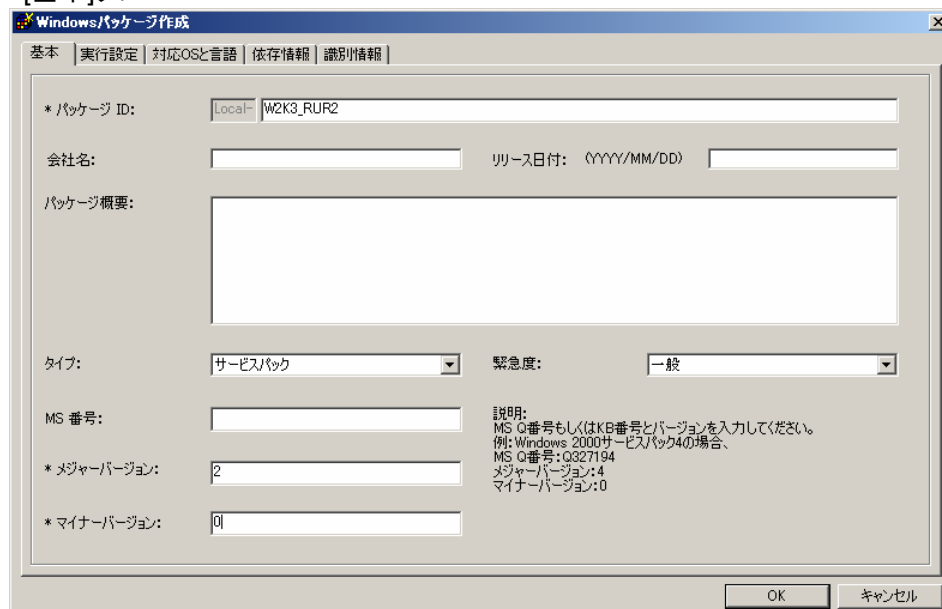 Windowsパッケージ作成
基本 実行設定 対応OSと言語 依存情報 識別情報
* パッケージ ID: Local- W2K3_RUR2
会社名: リリース日付: (YYYY/MM/DD)
パッケージ概要:
タイプ: サービスパック 緊急度: 一般
MS 番号:
説明:
MS Q番号もしくはKB番号とバージョンを入力してください。
例:Windows 2000サービスパック4の場合、
MS Q番号:Q327194
メジャーバージョン:4
マイナーバージョン:0
* メジャーバージョン: 2
* マイナーバージョン: 0
OK キャンセル